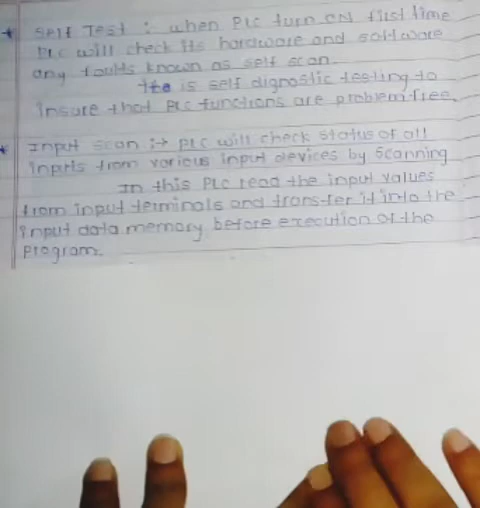 * Self Test : when PLC turn ON first time
PLC will check its hardware and software
any faults known as self scan.
It is self dignostic testing to
insure that PLC functions are problem free.
* Input scan :→ PLC will check status of all
inputs from various input devices by scanning
In this PLC read the input values
from input terminals and transfer it into the
input data memory before execution of the
program.